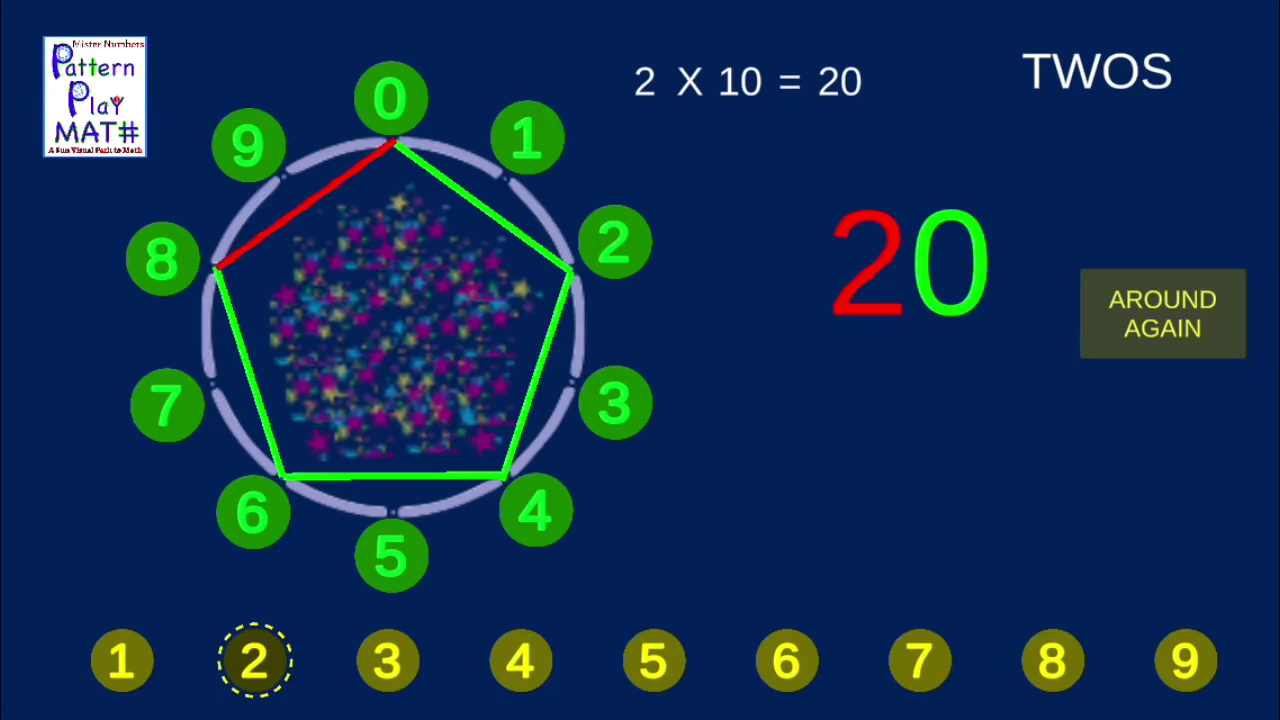 Mister Numbers
Pattern
Play
MATH
A Fun Visual Path to Math
2 X 10 = 20
TWOS
20
AROUND
AGAIN
0
1
2
3
4
5
6
7
8
9
1 2 3 4 5 6 7 8 9